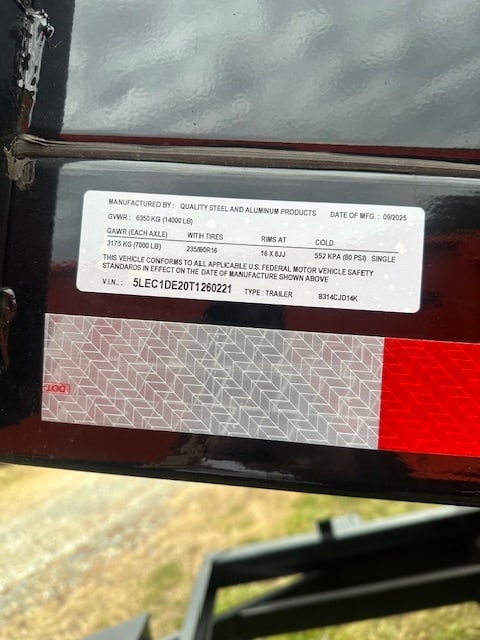 MANUFACTURED BY : QUALITY STEEL AND ALUMINUM PRODUCTS DATE OF MFG. : 09/2025
GVWR : 6350 KG (14000 LB)
GAWR (EACH AXLE) WITH TIRES RIMS AT COLD
3175 KG (7000 LB) 235/80R16 16 X 8JJ 552 KPA (80 PSI) SINGLE
THIS VEHICLE CONFORMS TO ALL APPLICABLE U.S. FEDERAL MOTOR VEHICLE SAFETY
STANDARDS IN EFFECT ON THE DATE OF MANUFACTURE SHOWN ABOVE
V.I.N.. : 5LEC1DE20T1260221 TYPE : TRAILER 8314CJD14K
DOT